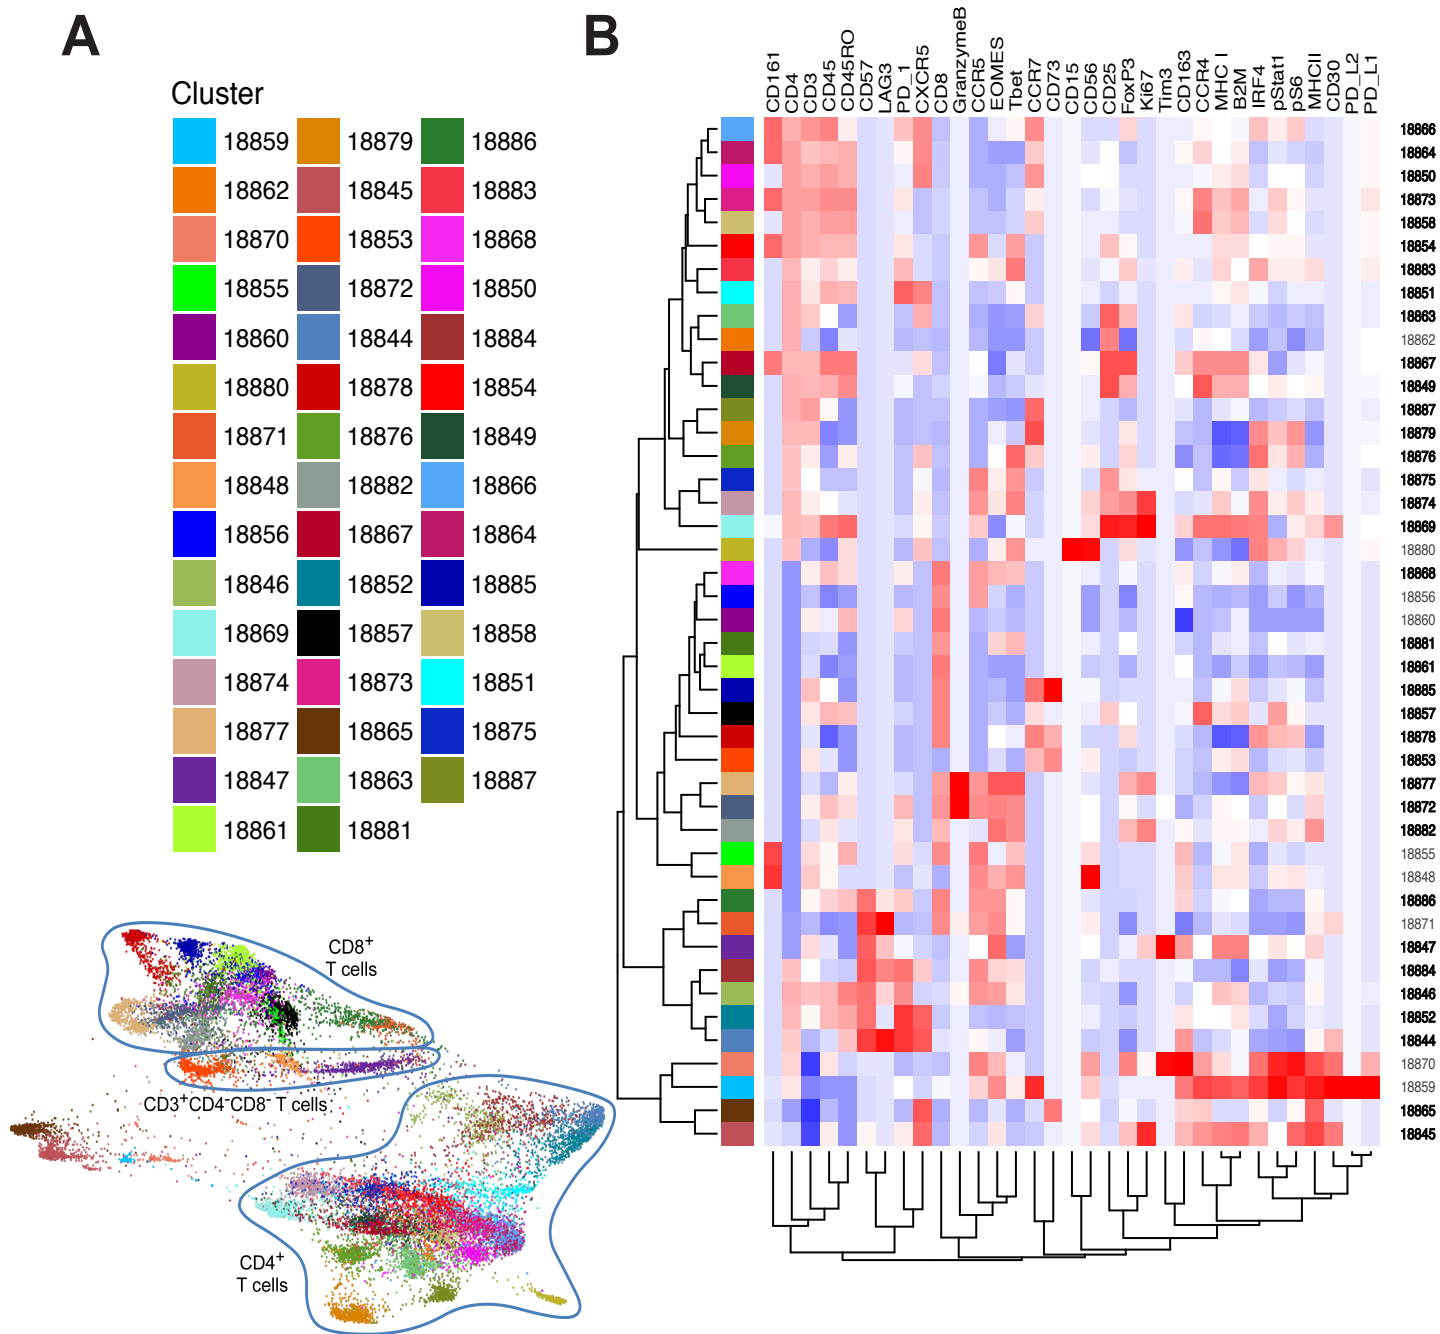 A
Cluster
18859 18879 18886
18862 18845 18883
18870 18853 18868
18855 18872 18850
18860 18844 18884
18880 18878 18854
18871 18876 18849
18848 18882 18866
18856 18867 18864
18846 18852 18885
18869 18857 18858
18874 18873 18851
18877 18865 18875
18847 18863 18887
18861 18881
CD8+
T cells
CD3+CD4-CD8- T cells
CD4+
T cells
B
CD161
CD4
CD3
CD45
CD45RO
CD57
LAG3
PD_1
CXCR5
CD8
GranzymeB
CCR5
EOMES
Tbet
CCR7
CD73
CD15
CD56
CD25
FoxP3
Ki67
Tim3
CD163
CCR4
MHC I
B2M
IRF4
pStat1
pS6
MHCII
CD30
PD_L2
PD_L1
18866
18864
18850
18873
18858
18854
18883
18851
18863
18862
18867
18849
18887
18879
18876
18875
18874
18869
18880
18868
18856
18860
18881
18861
18885
18857
18878
18853
18877
18872
18882
18855
18848
18886
18871
18847
18884
18846
18852
18844
18870
18859
18865
18845